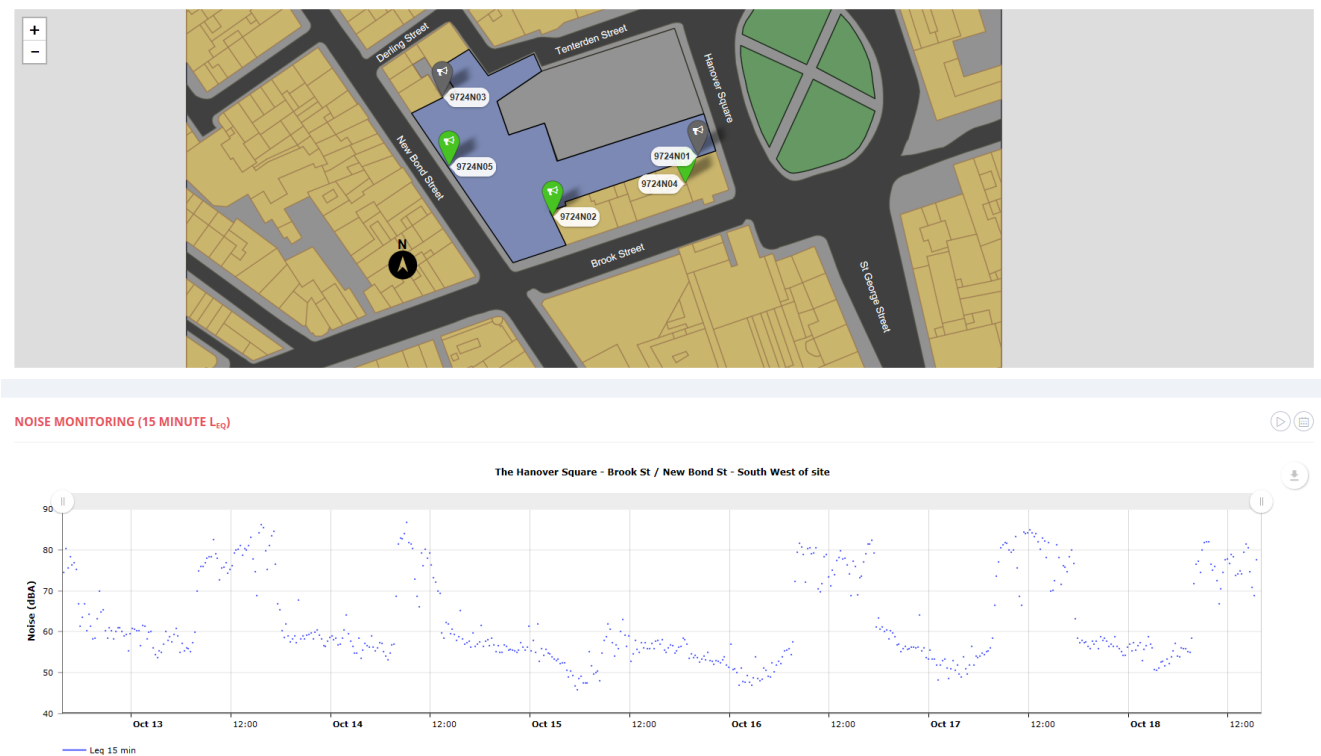 +
−
Derling Street
Tenterden Street
Hanover Square
9724N03
New Bond Street
9724N05
9724N01
9724N04
9724N02
N
Brook Street
St George Street
NOISE MONITORING (15 MINUTE LEQ)
The Hanover Square - Brook St / New Bond St - South West of site
90
80
70
60
50
40
Noise (dBA)
Oct 13 12:00 Oct 14 12:00 Oct 15 12:00 Oct 16 12:00 Oct 17 12:00 Oct 18 12:00
Leq 15 min